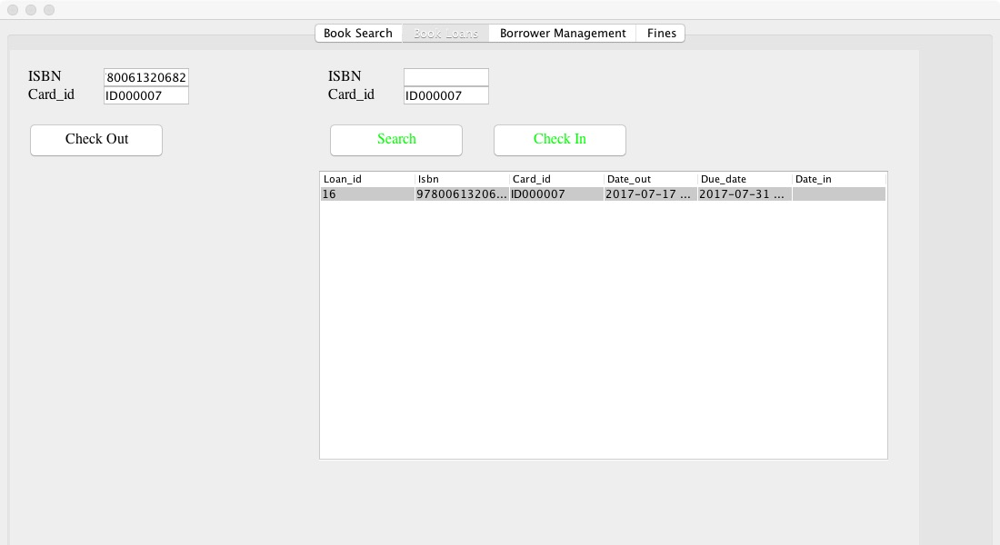 Book Search Book Loans Borrower Management Fines
ISBN 80061320682 ISBN
Card_id ID000007 Card_id ID000007
Check Out Search Check In
Loan_id Isbn Card_id Date_out Due_date Date_in
16 97800613206... ID000007 2017-07-17 ... 2017-07-31 ...